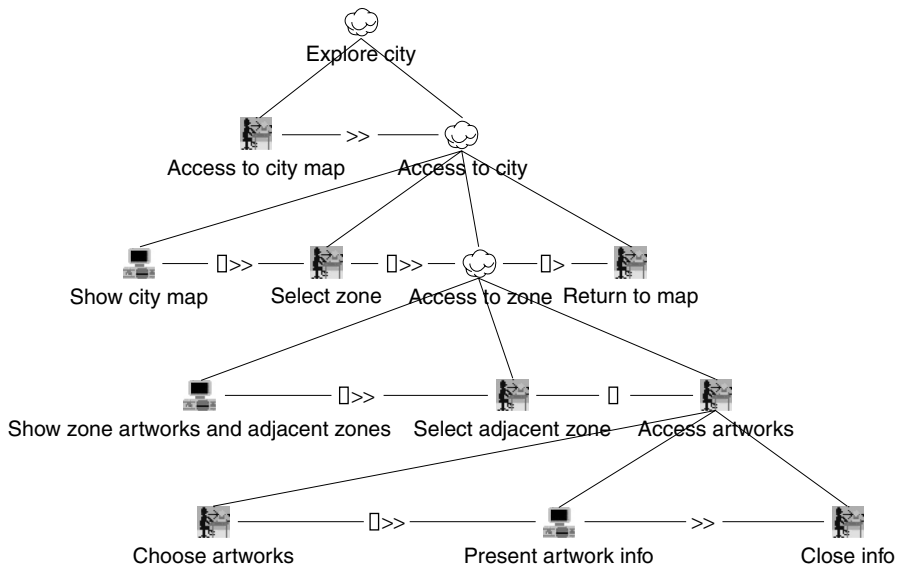 Explore city
>>
Access to city map Access to city
▯>> ▯>> ▯>
Show city map Select zone Access to zone Return to map
▯>> ▯
Show zone artworks and adjacent zones Select adjacent zone Access artworks
▯>> >>
Choose artworks Present artwork info Close info